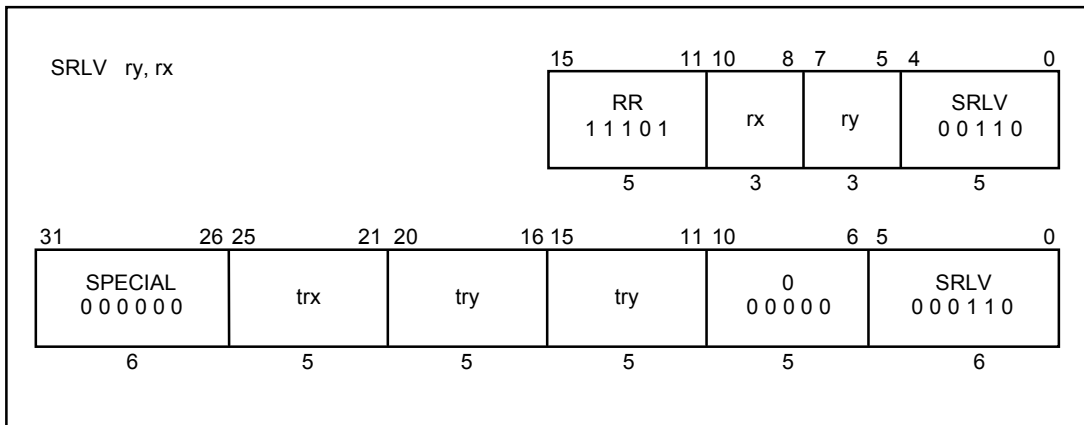 SRLV ry, rx
15 11 10 8 7 5 4 0
RR rx ry SRLV
1 1 1 0 1 0 0 1 1 0
5 3 3 5
31 26 25 21 20 16 15 11 10 6 5 0
SPECIAL trx try try 0 SRLV
0 0 0 0 0 0 0 0 0 0 0 0 0 0 1 1 0
6 5 5 5 5 6